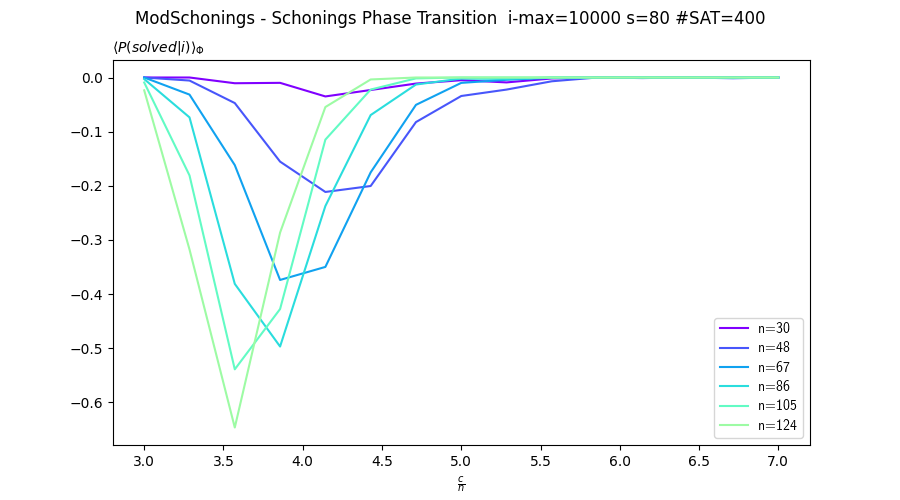 ModSchonings - Schonings Phase Transition  i-max=10000 s=80 #SAT=400
⟨P(solved|i)⟩Φ
0.0
−0.1
−0.2
−0.3
−0.4
−0.5
−0.6
3.0 3.5 4.0 4.5 5.0 5.5 6.0 6.5 7.0
c/n
n=30
n=48
n=67
n=86
n=105
n=124